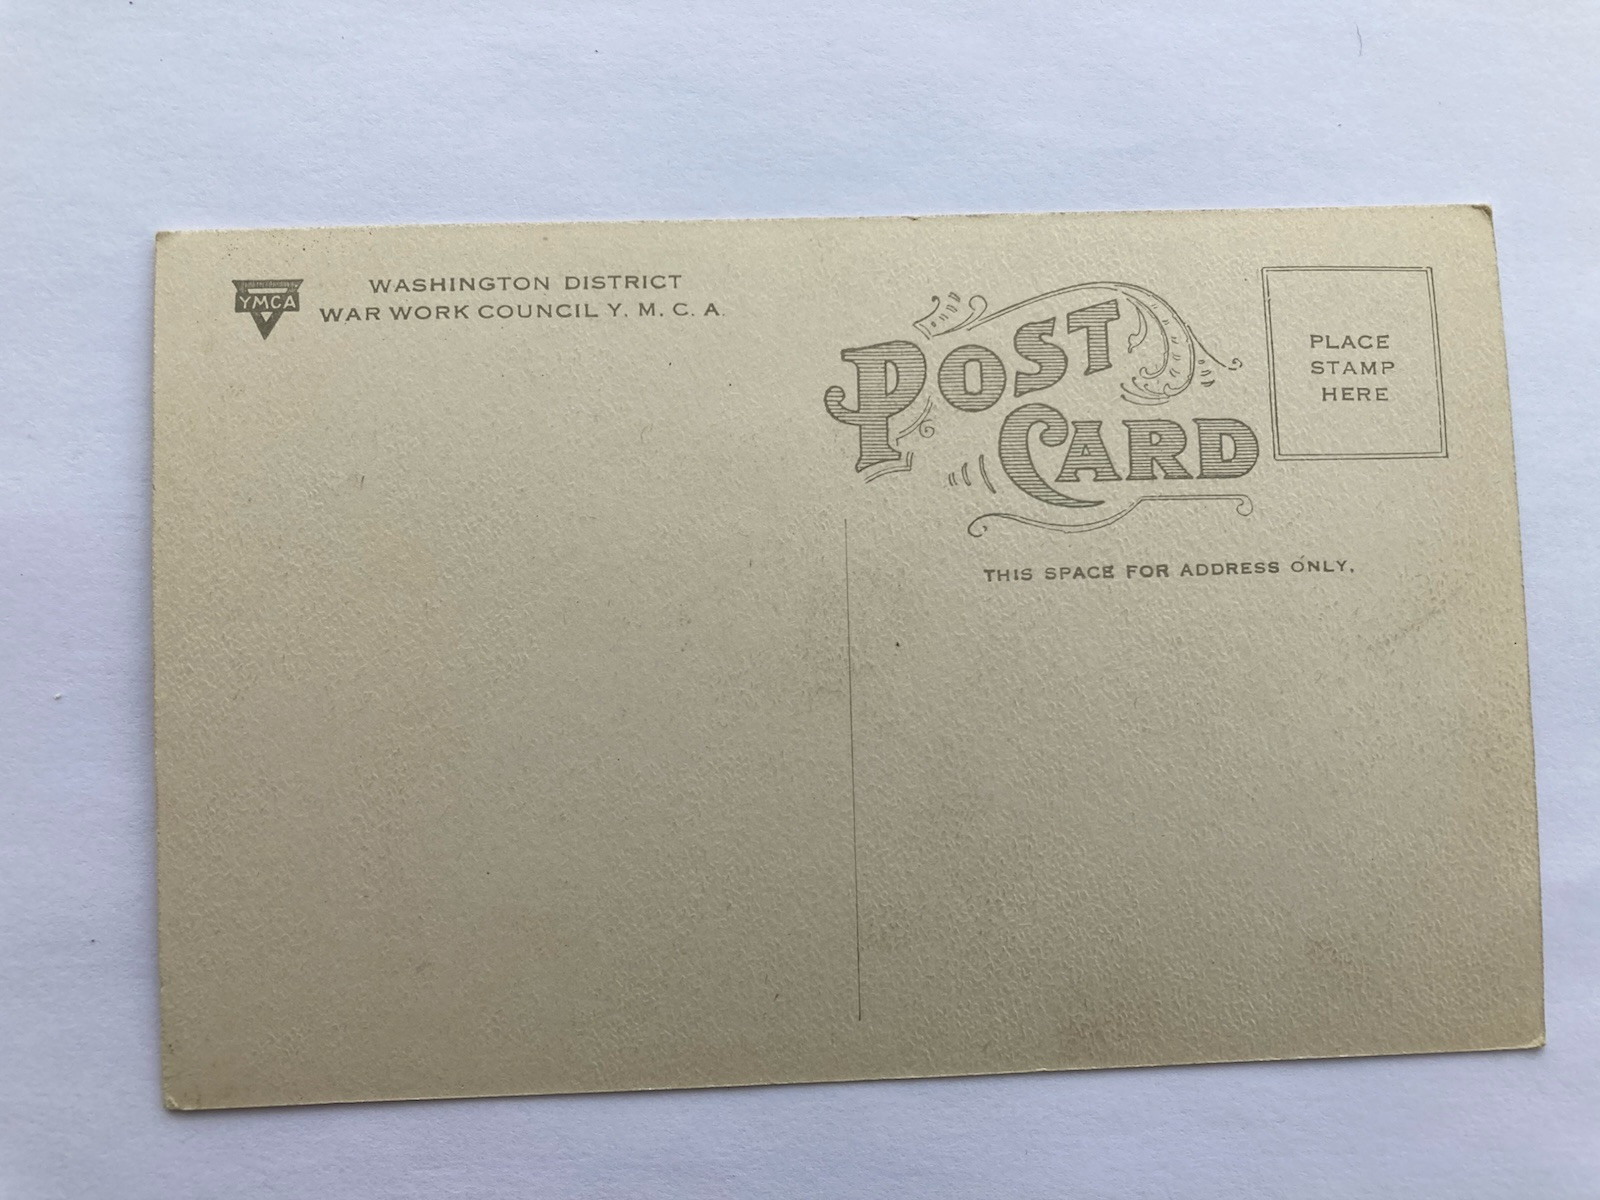 YMCA
WASHINGTON DISTRICT
WAR WORK COUNCIL Y. M. C. A.
POST
CARD
PLACE
STAMP
HERE
THIS SPACE FOR ADDRESS ONLY.